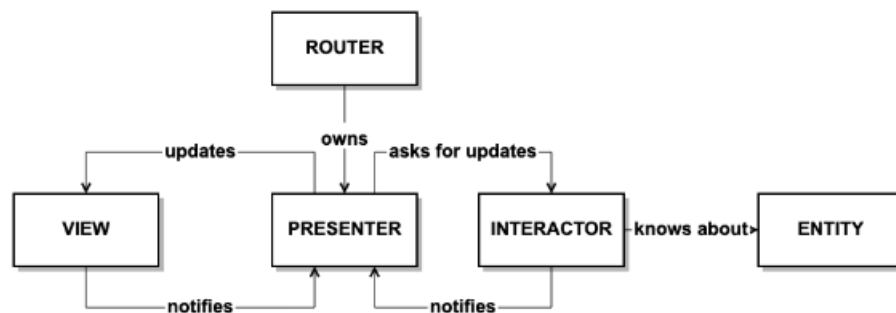 ROUTER
owns
updates
asks for updates
VIEW
PRESENTER
INTERACTOR
knows about
ENTITY
notifies
notifies